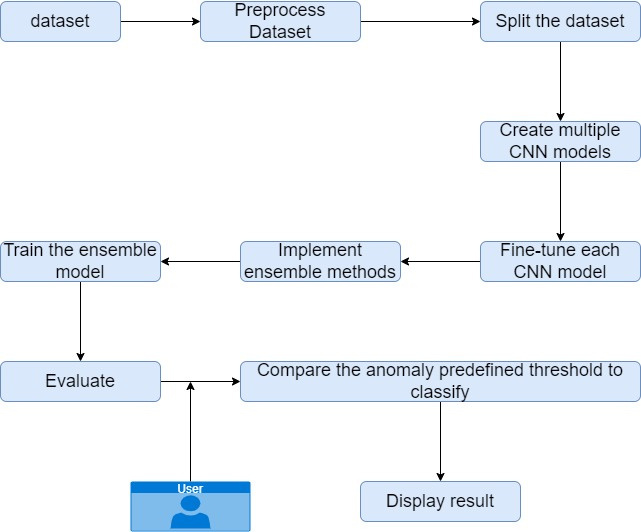 dataset
Preprocess
Dataset
Split the dataset
Create multiple
CNN models
Fine-tune each
CNN model
Implement
ensemble methods
Train the ensemble
model
Evaluate
Compare the anomaly predefined threshold to
classify
User
Display result